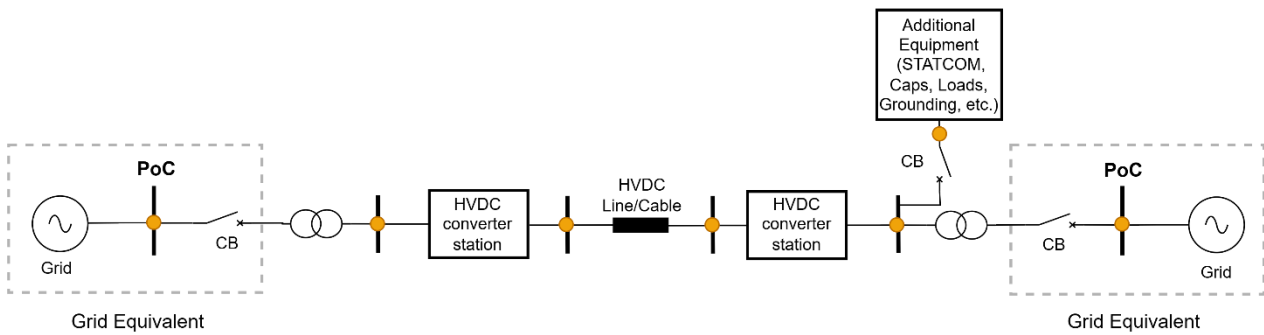 Additional
Equipment
(STATCOM,
Caps, Loads,
Grounding, etc.)
PoC
CB
Grid
Grid Equivalent
HVDC
converter
station
HVDC
Line/Cable
HVDC
converter
station
CB
PoC
CB
Grid
Grid Equivalent